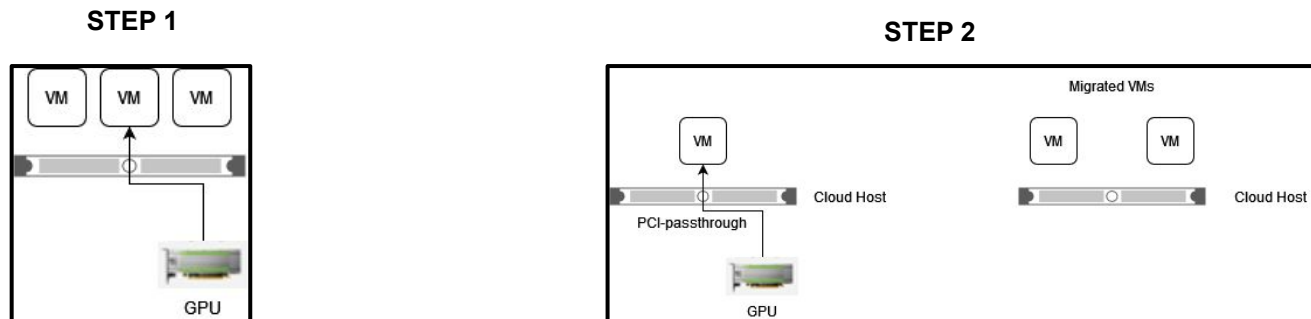 STEP 1
VM VM VM
GPU
STEP 2
Migrated VMs
VM VM VM
Cloud Host Cloud Host
PCI-passthrough
GPU